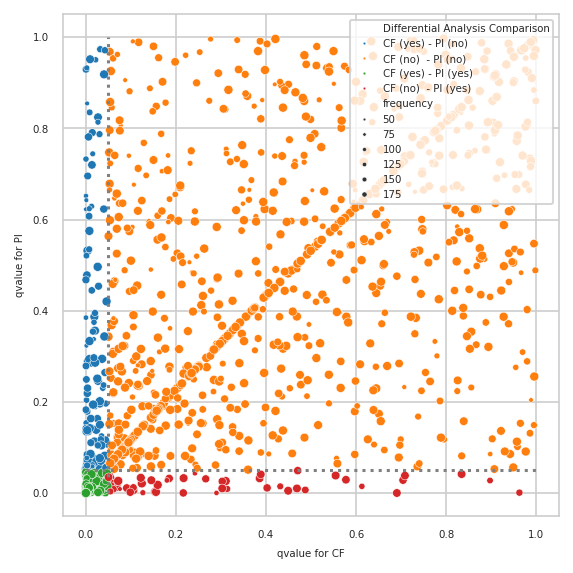 Differential Analysis Comparison
CF (yes) - PI (no)
CF (no) - PI (no)
CF (yes) - PI (yes)
CF (no) - PI (yes)
frequency
50
75
100
125
150
175
qvalue for PI
1.0
0.8
0.6
0.4
0.2
0.0
0.0 0.2 0.4 0.6 0.8 1.0
qvalue for CF